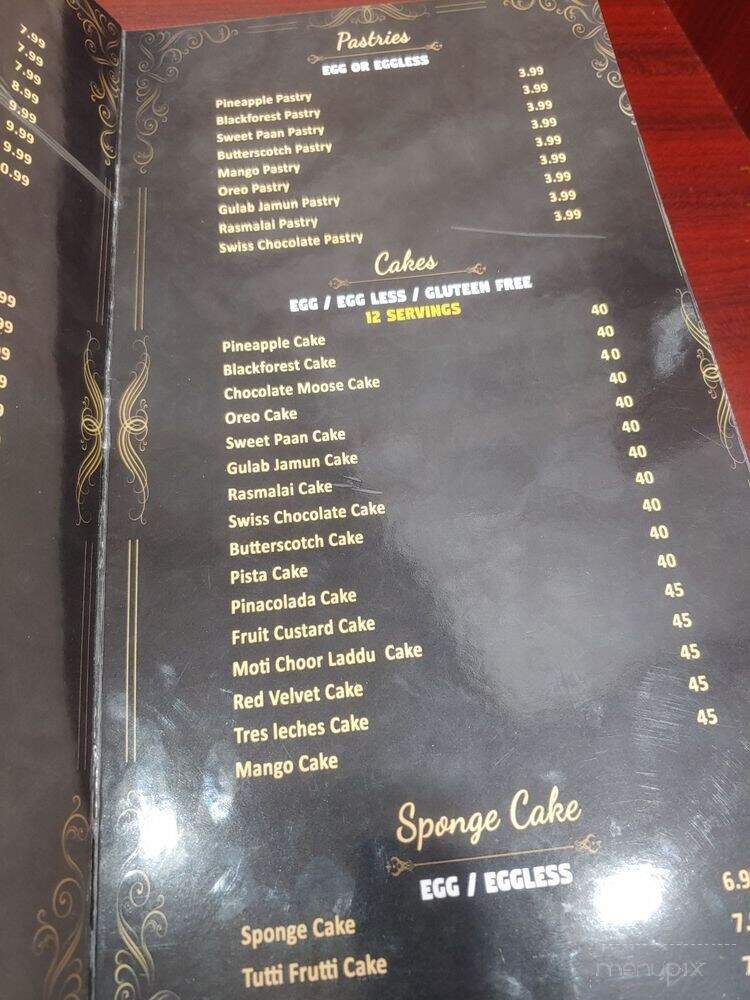 7.99
7.99
7.99
8.99
9.99
9.99
9.99
Pastries
EGG OR EGGLESS
Pineapple Pastry 3.99
Blackforest Pastry 3.99
Sweet Paan Pastry 3.99
Butterscotch Pastry 3.99
Mango Pastry 3.99
Oreo Pastry 3.99
Gulab Jamun Pastry 3.99
Rasmalai Pastry 3.99
Swiss Chocolate Pastry 3.99
Cakes
EGG / EGG LESS / GLUTEEN FREE
12 SERVINGS
Pineapple Cake 40
Blackforest Cake 40
Chocolate Moose Cake 40
Oreo Cake 40
Sweet Paan Cake 40
Gulab Jamun Cake 40
Rasmalai Cake 40
Swiss Chocolate Cake 40
Butterscotch Cake 40
Pista Cake 40
Pinacolada Cake 40
Fruit Custard Cake 45
Moti Choor Laddu Cake 45
Red Velvet Cake 45
Tres leches Cake 45
Mango Cake 45
Sponge Cake
EGG / EGGLESS
Sponge Cake
Tutti Frutti Cake
menupix